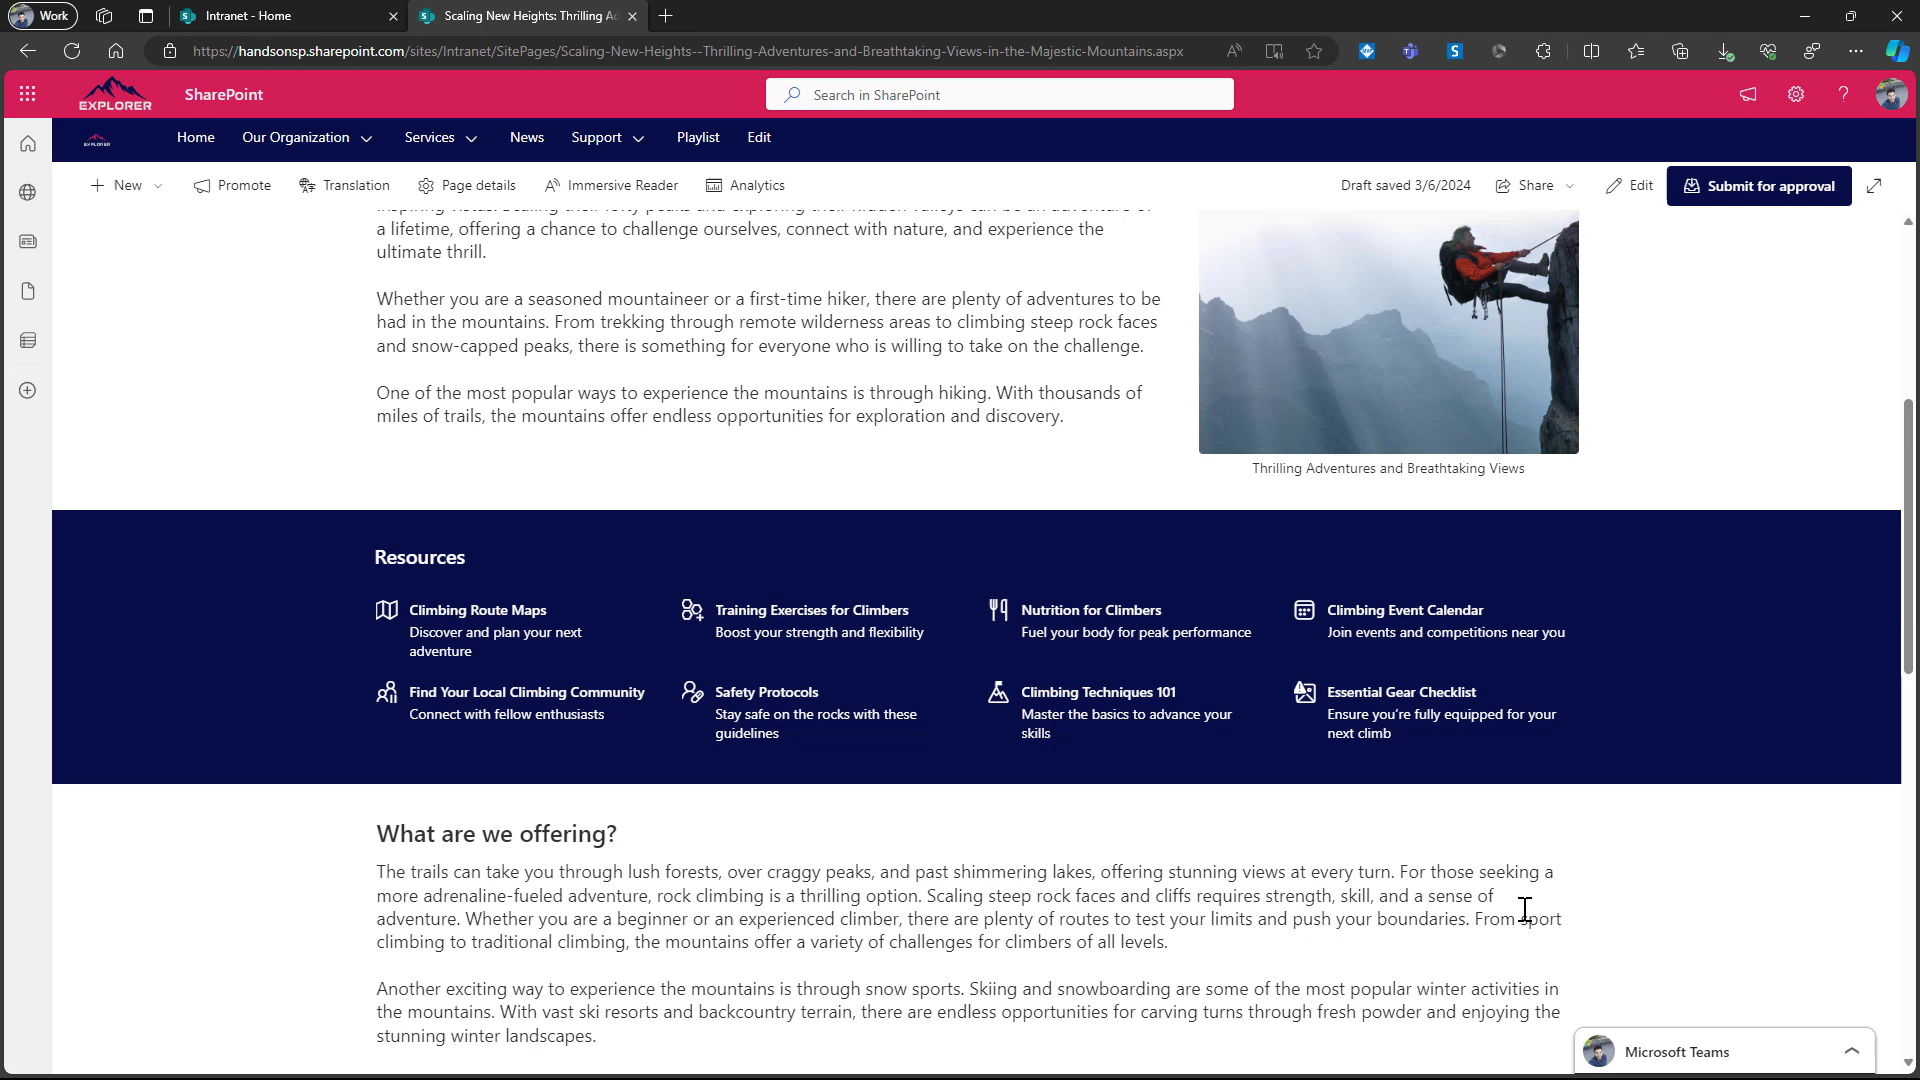 Work
Intranet - Home
Scaling New Heights: Thrilling Ad
https://handsonsp.sharepoint.com/sites/Intranet/SitePages/Scaling-New-Heights--Thrilling-Adventures-and-Breathtaking-Views-in-the-Majestic-Mountains.aspx
EXPLORER
SharePoint
Search in SharePoint
EXPLORER
Home
Our Organization
Services
News
Support
Playlist
Edit
New
Promote
Translation
Page details
Immersive Reader
Analytics
Draft saved 3/6/2024
Share
Edit
Submit for approval
inspiring vistas. Scaling their lofty peaks and exploring their hidden valleys can be an adventure of
a lifetime, offering a chance to challenge ourselves, connect with nature, and experience the
ultimate thrill.
Whether you are a seasoned mountaineer or a first-time hiker, there are plenty of adventures to be
had in the mountains. From trekking through remote wilderness areas to climbing steep rock faces
and snow-capped peaks, there is something for everyone who is willing to take on the challenge.
One of the most popular ways to experience the mountains is through hiking. With thousands of
miles of trails, the mountains offer endless opportunities for exploration and discovery.
Thrilling Adventures and Breathtaking Views
Resources
Climbing Route Maps
Discover and plan your next
adventure
Training Exercises for Climbers
Boost your strength and flexibility
Nutrition for Climbers
Fuel your body for peak performance
Climbing Event Calendar
Join events and competitions near you
Find Your Local Climbing Community
Connect with fellow enthusiasts
Safety Protocols
Stay safe on the rocks with these
guidelines
Climbing Techniques 101
Master the basics to advance your
skills
Essential Gear Checklist
Ensure you're fully equipped for your
next climb
What are we offering?
The trails can take you through lush forests, over craggy peaks, and past shimmering lakes, offering stunning views at every turn. For those seeking a
more adrenaline-fueled adventure, rock climbing is a thrilling option. Scaling steep rock faces and cliffs requires strength, skill, and a sense of
adventure. Whether you are a beginner or an experienced climber, there are plenty of routes to test your limits and push your boundaries. From sport
climbing to traditional climbing, the mountains offer a variety of challenges for climbers of all levels.
Another exciting way to experience the mountains is through snow sports. Skiing and snowboarding are some of the most popular winter activities in
the mountains. With vast ski resorts and backcountry terrain, there are endless opportunities for carving turns through fresh powder and enjoying the
stunning winter landscapes.
Microsoft Teams